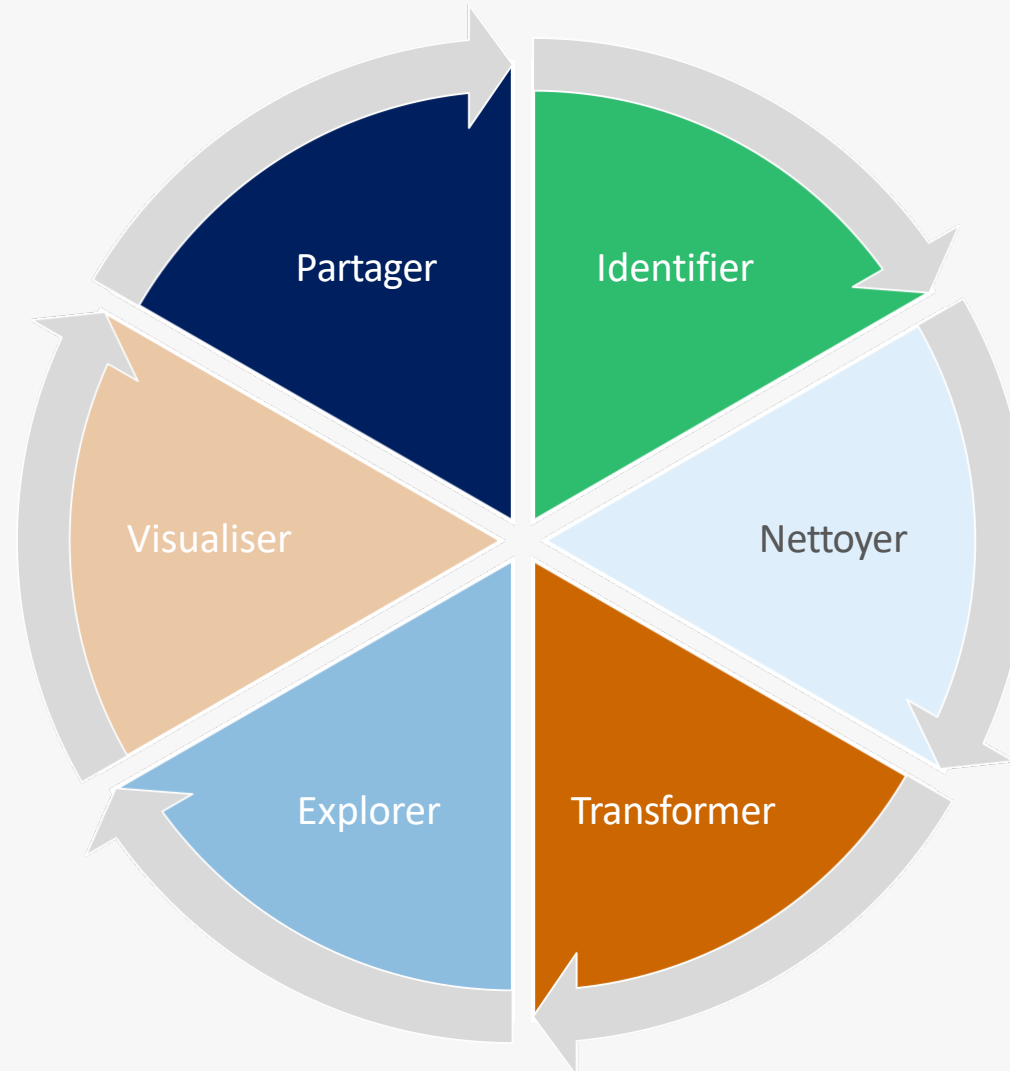 Partager
Identifier
Visualiser
Nettoyer
Explorer
Transformer